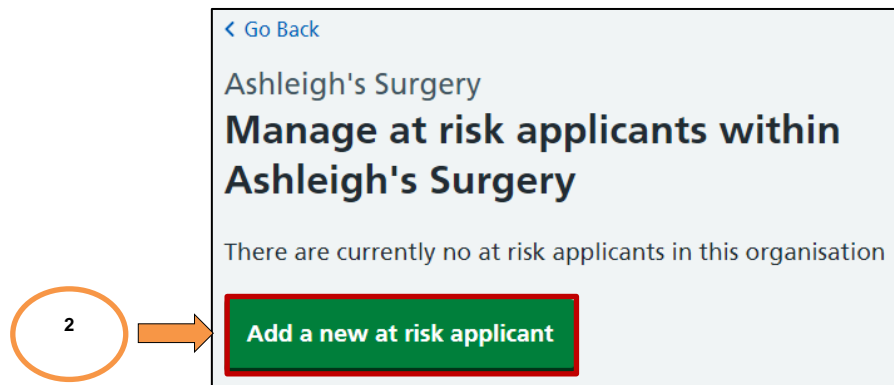 Go Back
Ashleigh's Surgery
Manage at risk applicants within
Ashleigh's Surgery
There are currently no at risk applicants in this organisation
2
Add a new at risk applicant